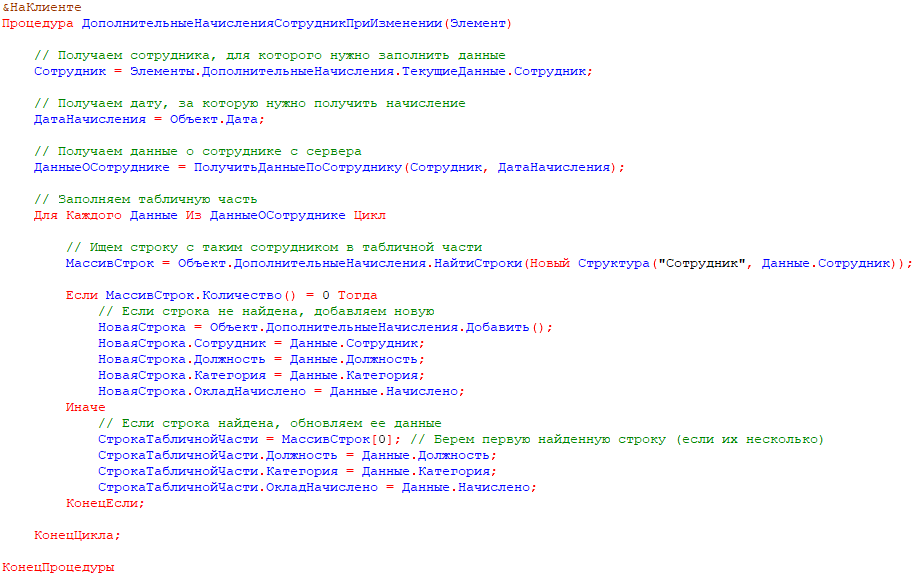 &НаКлиенте
Процедура ДополнительныеНачисленияСотрудникПриИзменении(Элемент)
// Получаем сотрудника, для которого нужно заполнить данные
Сотрудник = Элементы.ДополнительныеНачисления.ТекущиеДанные.Сотрудник;
// Получаем дату, за которую нужно получить начисление
ДатаНачисления = Объект.Дата;
// Получаем данные о сотруднике с сервера
ДанныеОСотруднике = ПолучитьДанныеПоСотруднику(Сотрудник, ДатаНачисления);
// Заполняем табличную часть
Для Каждого Данные Из ДанныеОСотруднике Цикл
// Ищем строку с таким сотрудником в табличной части
МассивСтрок = Объект.ДополнительныеНачисления.НайтиСтроки(Новый Структура("Сотрудник", Данные.Сотрудник));
Если МассивСтрок.Количество() = 0 Тогда
// Если строка не найдена, добавляем новую
НоваяСтрока = Объект.ДополнительныеНачисления.Добавить();
НоваяСтрока.Сотрудник = Данные.Сотрудник;
НоваяСтрока.Должность = Данные.Должность;
НоваяСтрока.Категория = Данные.Категория;
НоваяСтрока.ОкладНачислено = Данные.Начислено;
Иначе
// Если строка найдена, обновляем ее данные
СтрокаТабличнойЧасти = МассивСтрок[0]; // Берем первую найденную строку (если их несколько)
СтрокаТабличнойЧасти.Должность = Данные.Должность;
СтрокаТабличнойЧасти.Категория = Данные.Категория;
СтрокаТабличнойЧасти.ОкладНачислено = Данные.Начислено;
КонецЕсли;
КонецЦикла;
КонецПроцедуры